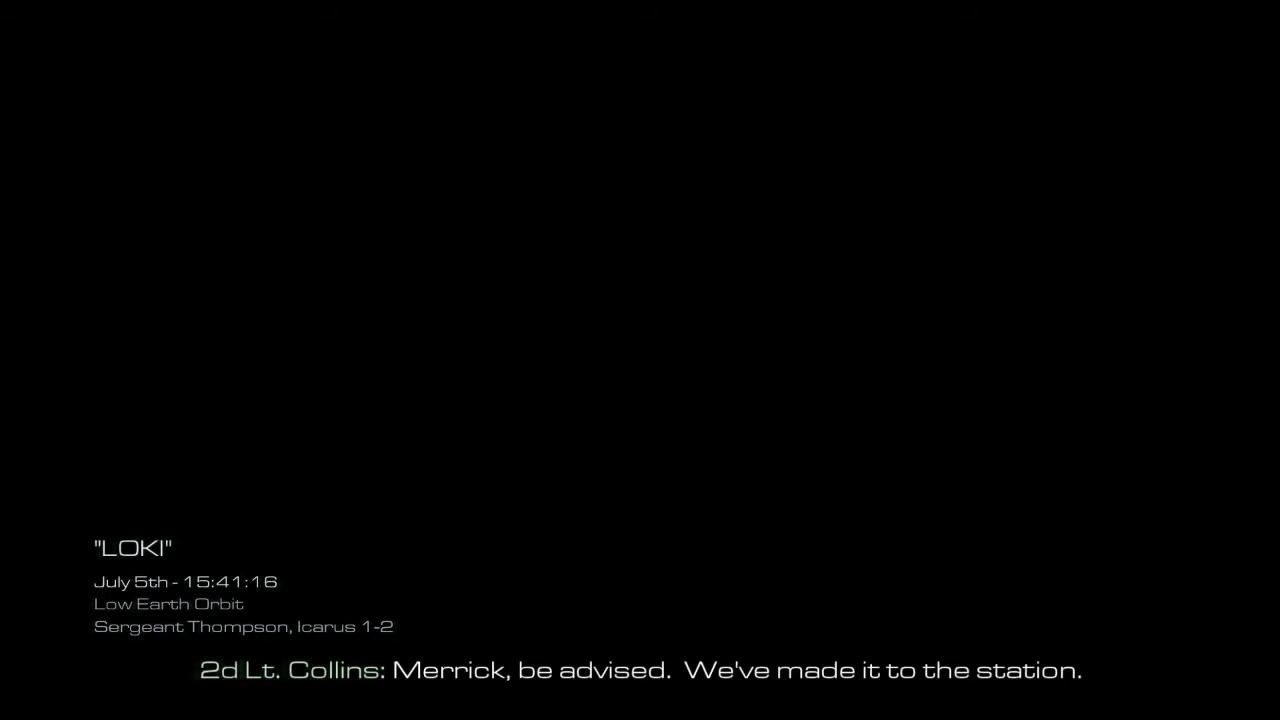 "LOKI"
July 5th - 15:41:16
Low Earth Orbit
Sergeant Thompson, Icarus 1-2
2d Lt. Collins: Merrick, be advised.  We've made it to the station.